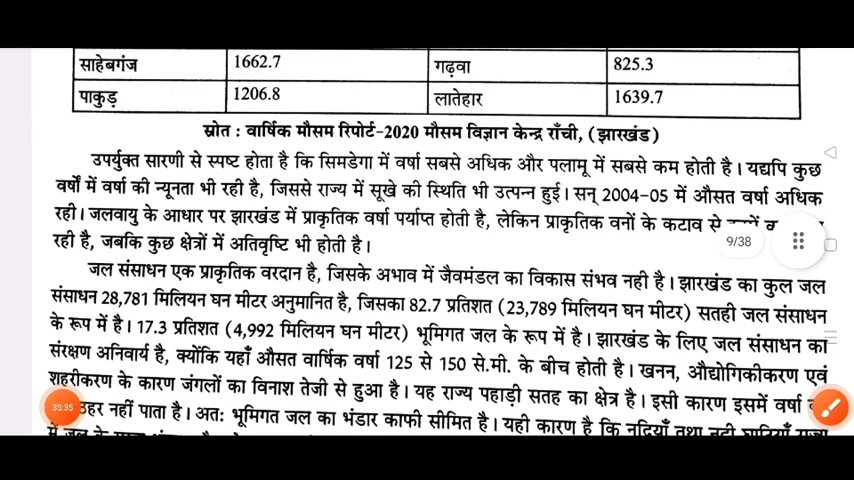 साहेबगंज 1662.7 गढ़वा 825.3
पाकुड़ 1206.8 लातेहार 1639.7
स्रोत : वार्षिक मौसम रिपोर्ट-2020 मौसम विज्ञान केन्द्र राँची, (झारखंड)
उपर्युक्त सारणी से स्पष्ट होता है कि सिमडेगा में वर्षा सबसे अधिक और पलामू में सबसे कम होती है। यद्यपि कुछ
वर्षों में वर्षा की न्यूनता भी रही है, जिससे राज्य में सूखे की स्थिति भी उत्पन्न हुई। सन् 2004-05 में औसत वर्षा अधिक
रही। जलवायु के आधार पर झारखंड में प्राकृतिक वर्षा पर्याप्त होती है, लेकिन प्राकृतिक वनों के कटाव से
रही है, जबकि कुछ क्षेत्रों में अतिवृष्टि भी होती है।
9/38
जल संसाधन एक प्राकृतिक वरदान है, जिसके अभाव में जैवमंडल का विकास संभव नही है। झारखंड का कुल जल
संसाधन 28,781 मिलियन घन मीटर अनुमानित है, जिसका 82.7 प्रतिशत (23,789 मिलियन घन मीटर) सतही जल संसाधन
के रूप में है। 17.3 प्रतिशत (4,992 मिलियन घन मीटर) भूमिगत जल के रूप में है। झारखंड के लिए जल संसाधन का
संरक्षण अनिवार्य है, क्योंकि यहाँ औसत वार्षिक वर्षा 125 से 150 से.मी. के बीच होती है। खनन, औद्योगिकीकरण एवं
शहरीकरण के कारण जंगलों का विनाश तेजी से हुआ है। यह राज्य पहाड़ी सतह का क्षेत्र है। इसी कारण इसमें वर्षा
35:35
नहीं पाता है। अतः भूमिगत जल का भंडार काफी सीमित है। यही कारण है कि नदियाँ तथा नदी घाटियाँ राज्य